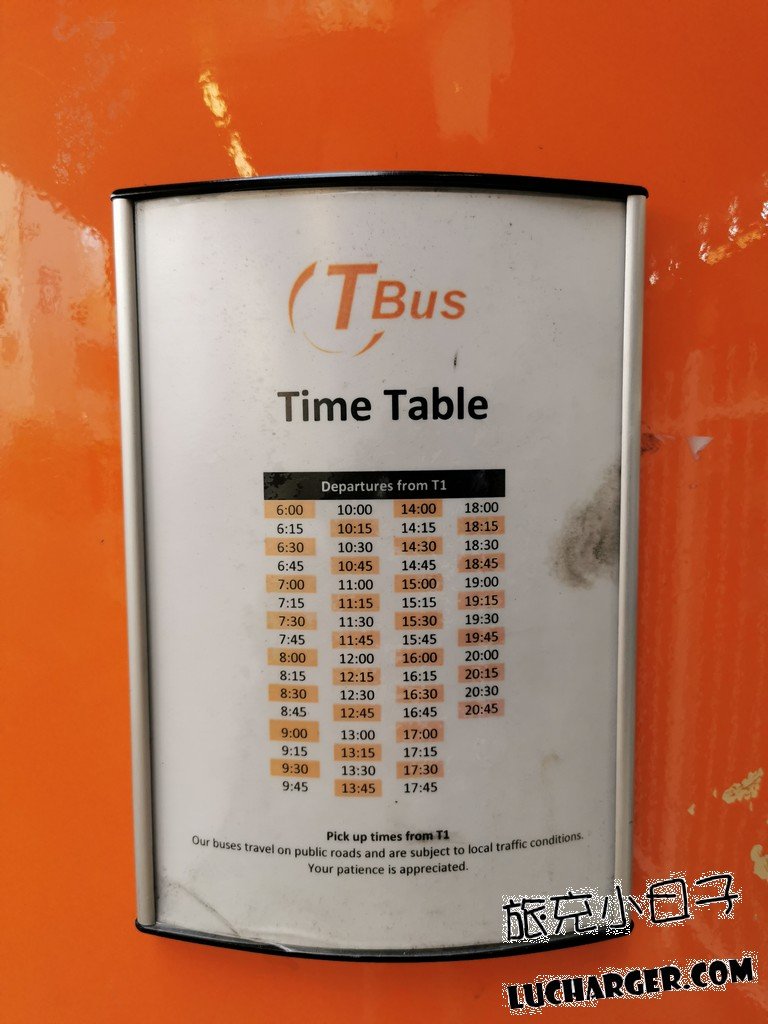 TBus
Time Table
Departures from T1
6:00 10:00 14:00 18:00
6:15 10:15 14:15 18:15
6:30 10:30 14:30 18:30
6:45 10:45 14:45 18:45
7:00 11:00 15:00 19:00
7:15 11:15 15:15 19:15
7:30 11:30 15:30 19:30
7:45 11:45 15:45 19:45
8:00 12:00 16:00 20:00
8:15 12:15 16:15 20:15
8:30 12:30 16:30 20:30
8:45 12:45 16:45 20:45
9:00 13:00 17:00
9:15 13:15 17:15
9:30 13:30 17:30
9:45 13:45 17:45
Pick up times from T1
Our buses travel on public roads and are subject to local traffic conditions.
Your patience is appreciated.
旅充小日子
LUCHARGER.COM